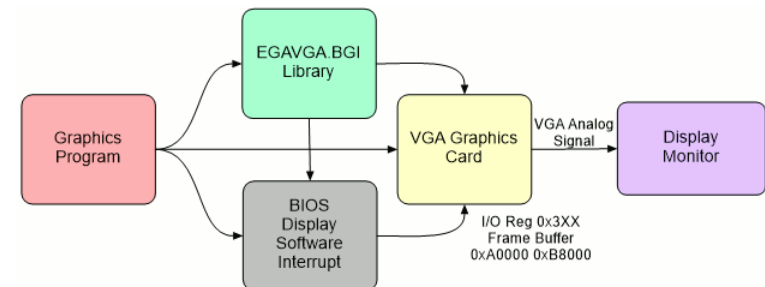 EGAVGA.BGI
Library
Graphics
Program
VGA Graphics
Card
VGA Analog
Signal
Display
Monitor
BIOS
Display
Software
Interrupt
I/O Reg 0x3XX
Frame Buffer
0xA0000 0xB8000